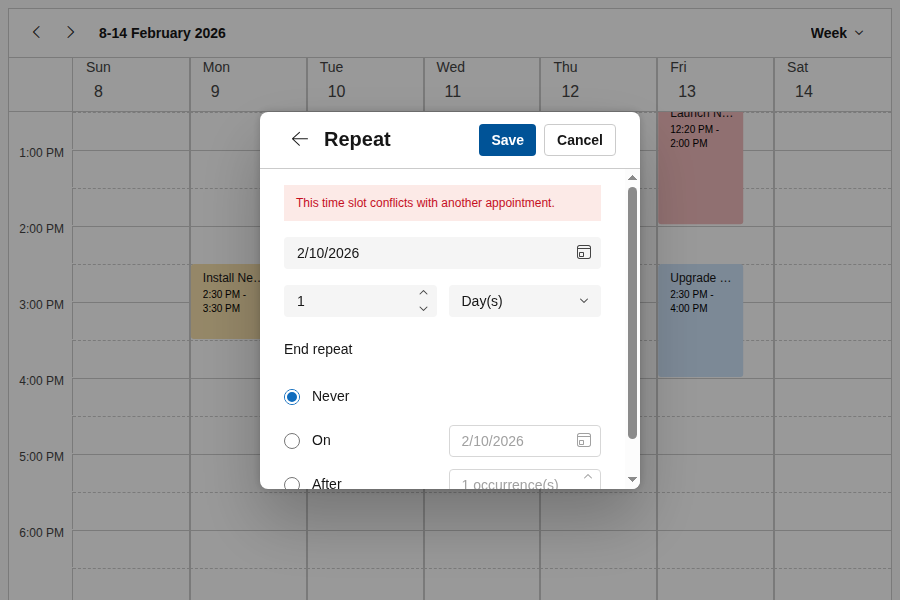 8-14 February 2026
Week
Sun
Mon
Tue
Wed
Thu
Fri
Sat
8
9
10
11
12
13
14
1:00 PM
2:00 PM
3:00 PM
4:00 PM
5:00 PM
6:00 PM
Install Ne...
2:30 PM -
3:30 PM
Launch N...
12:20 PM -
2:00 PM
Upgrade ...
2:30 PM -
4:00 PM
Repeat
Save
Cancel
This time slot conflicts with another appointment.
2/10/2026
1
Day(s)
End repeat
Never
On
2/10/2026
After
1 occurrence(s)